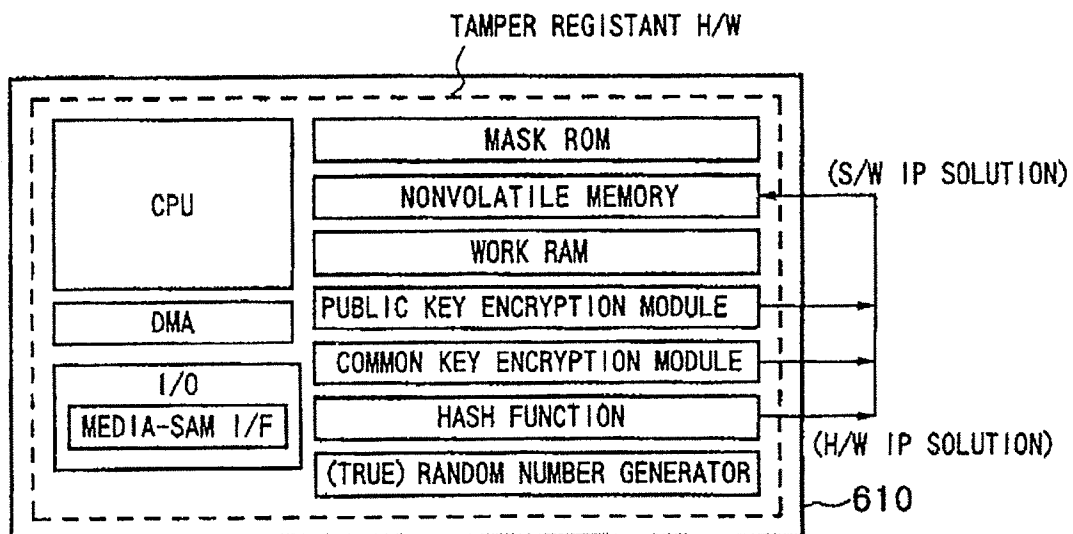 TAMPER REGISTANT H/W
CPU
DMA
I/O
MEDIA-SAM I/F
MASK ROM
NONVOLATILE MEMORY
WORK RAM
PUBLIC KEY ENCRYPTION MODULE
COMMON KEY ENCRYPTION MODULE
HASH FUNCTION
(TRUE) RANDOM NUMBER GENERATOR
(S/W IP SOLUTION)
(H/W IP SOLUTION)
610